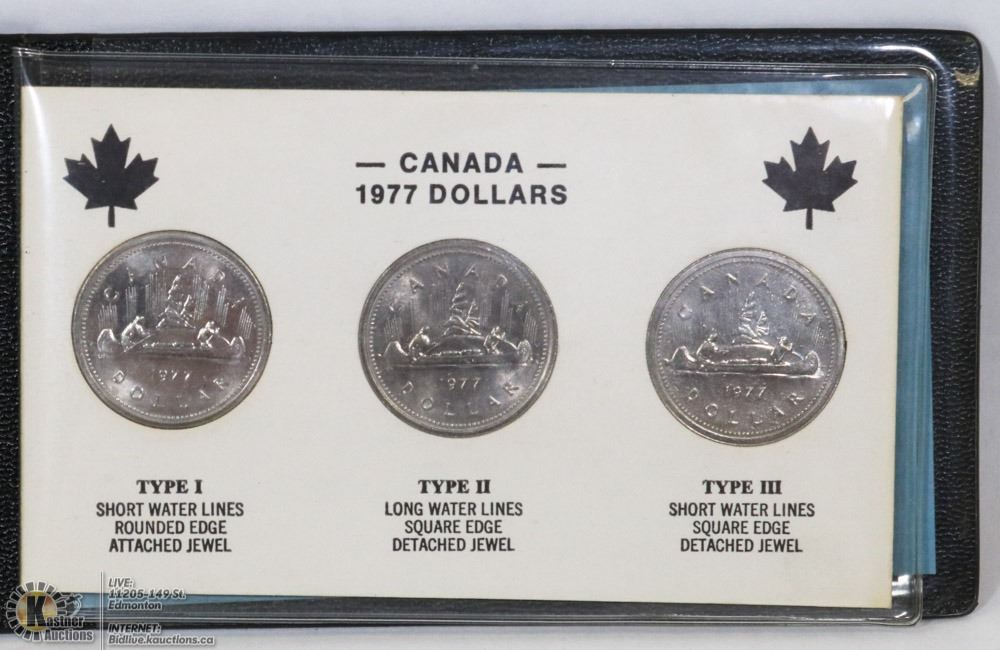 — CANADA —
1977 DOLLARS
CANADA
1977
DOLLAR
CANADA
1977
DOLLAR
CANADA
1977
DOLLAR
TYPE I
SHORT WATER LINES
ROUNDED EDGE
ATTACHED JEWEL
TYPE II
LONG WATER LINES
SQUARE EDGE
DETACHED JEWEL
TYPE III
SHORT WATER LINES
SQUARE EDGE
DETACHED JEWEL
Kastner
Auctions
LIVE:
11205-149 St.
Edmonton
INTERNET:
Bidlive.kauctions.ca